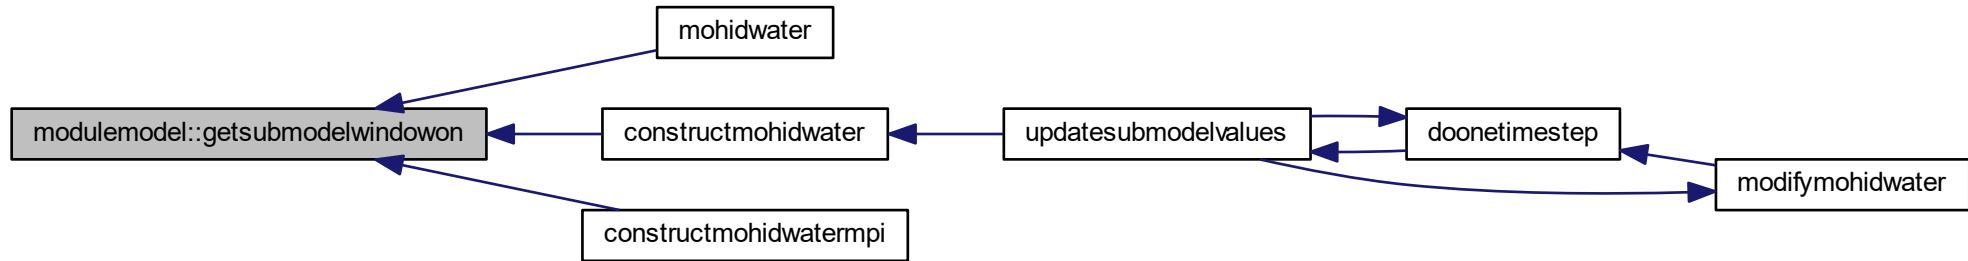 mohidwater
modulemodel::getsubmodelwindowon
constructmohidwater
updatesubmodelvalues
doonetimestep
modifymohidwater
constructmohidwatermpi